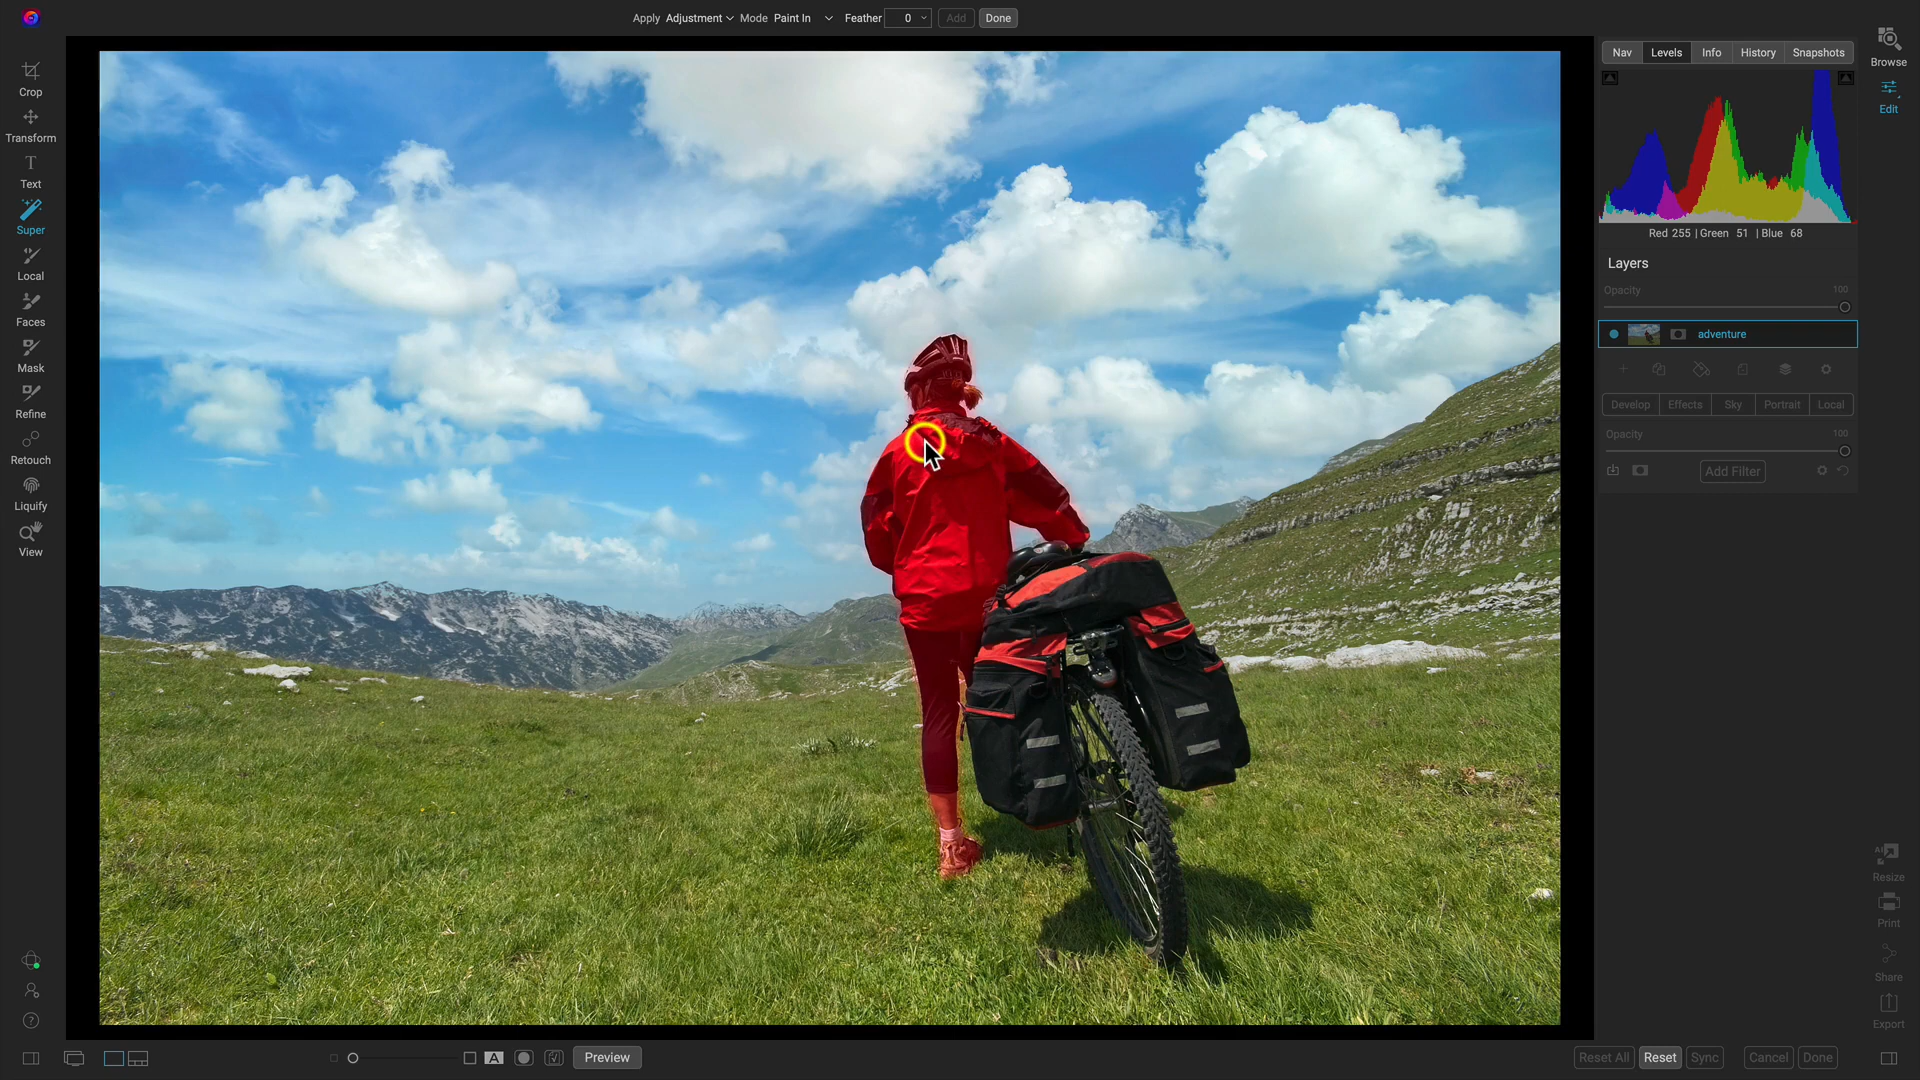 Apply Adjustment Mode Paint In Feather 0 Add Done
Crop
Transform
Text
Super
Local
Faces
Mask
Refine
Retouch
Liquify
View
Nav Levels Info History Snapshots
Browse
Edit
Red 255 | Green 51 | Blue 68
Layers
Opacity 100
adventure
Develop Effects Sky Portrait Local
Opacity 100
Add Filter
AI
Resize
Print
Share
Export
A Preview
Reset All Reset Sync Cancel Done